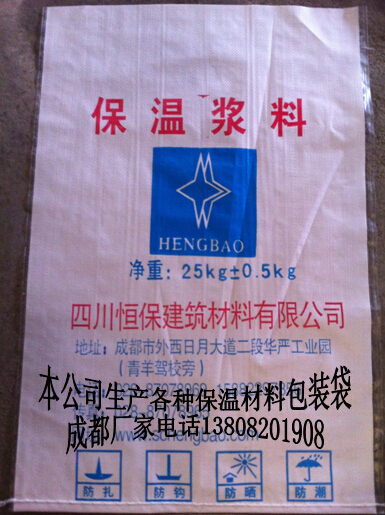 保温浆料
HENGBAO
净重：25kg±0.5kg
四川恒保建筑材料有限公司
地址：成都市外西日月大道二段华严工业园
（青羊驾校旁）
本公司生产各种保温材料包装袋
成都厂家电话13808201908
防扎 防钩 防晒 防潮